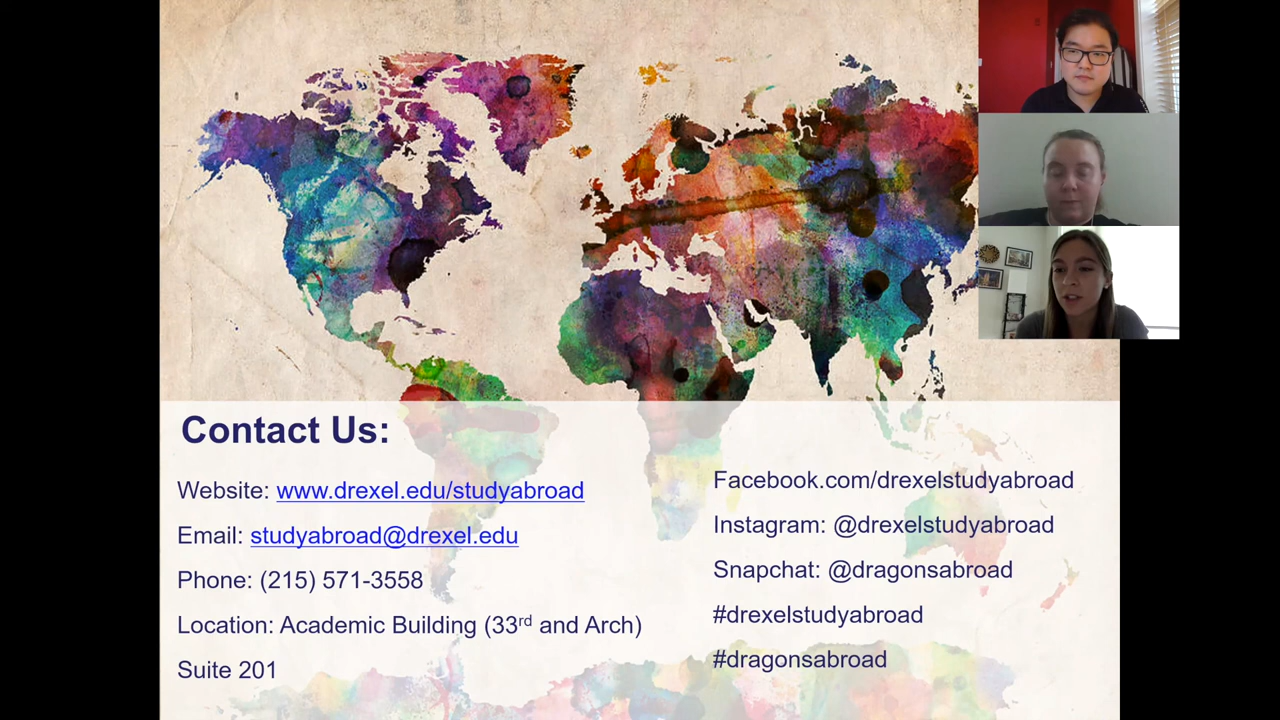 Contact Us:
Website: www.drexel.edu/studyabroad
Email: studyabroad@drexel.edu
Phone: (215) 571-3558
Location: Academic Building (33rd and Arch)
Suite 201
Facebook.com/drexelstudyabroad
Instagram: @drexelstudyabroad
Snapchat: @dragonsabroad
#drexelstudyabroad
#dragonsabroad